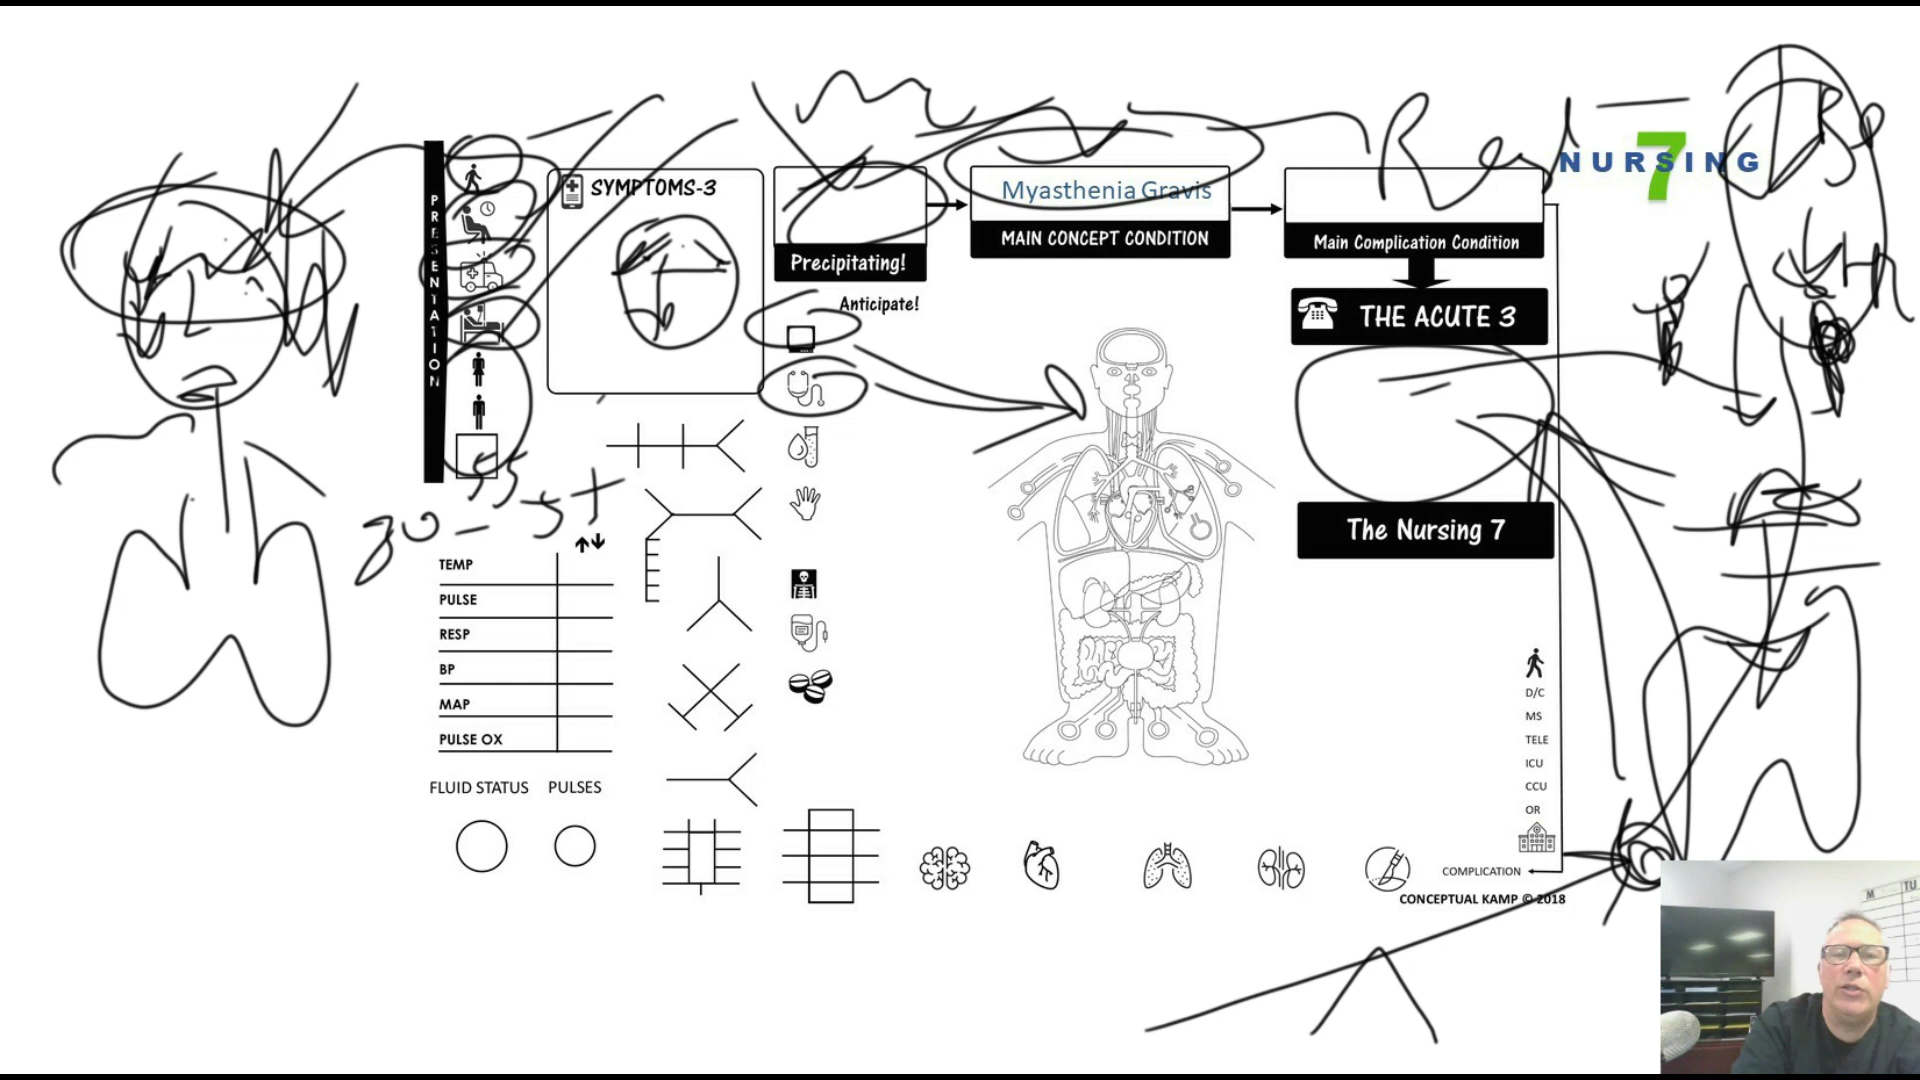 NURSING
7
PRESENTATION
SYMPTOMS-3
Precipitating!
Anticipate!
Myasthenia Gravis
MAIN CONCEPT CONDITION
Main Complication Condition
THE ACUTE 3
The Nursing 7
TEMP
PULSE
RESP
BP
MAP
PULSE OX
FLUID STATUS
PULSES
D/C
MS
TELE
ICU
CCU
OR
COMPLICATION
CONCEPTUAL KAMP © 2018
M
TU